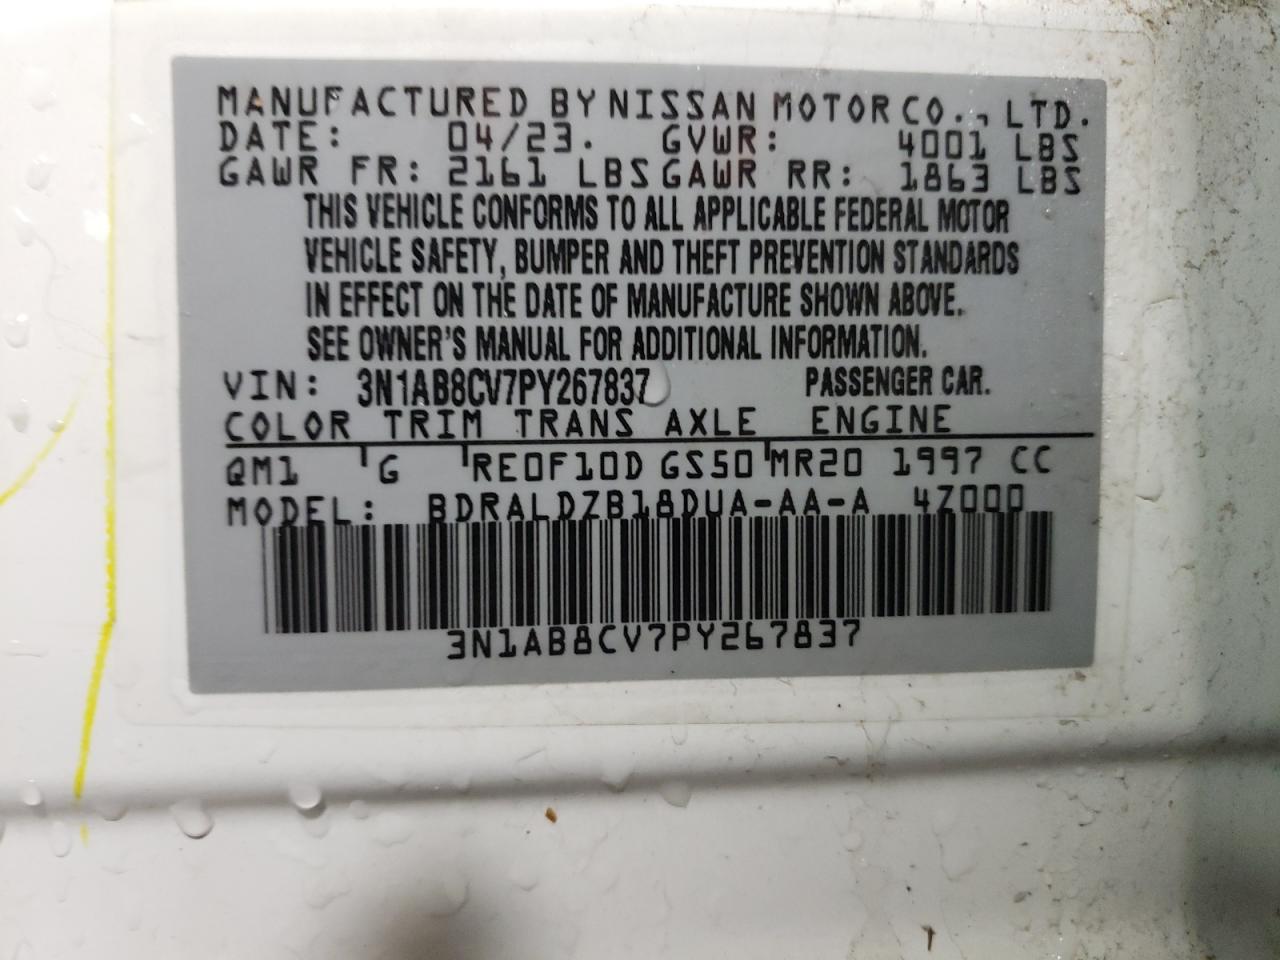 MANUFACTURED BY NISSAN MOTOR CO., LTD.
DATE: 04/23. GVWR: 4001 LBS
GAWR FR: 2161 LBS GAWR RR: 1863 LBS
THIS VEHICLE CONFORMS TO ALL APPLICABLE FEDERAL MOTOR
VEHICLE SAFETY, BUMPER AND THEFT PREVENTION STANDARDS
IN EFFECT ON THE DATE OF MANUFACTURE SHOWN ABOVE.
SEE OWNER'S MANUAL FOR ADDITIONAL INFORMATION.
VIN: 3N1AB8CV7PY267837 PASSENGER CAR.
COLOR TRIM TRANS AXLE ENGINE
QM1 G RE0F10D GS50 MR20 1997 CC
MODEL: BDRALDZB18DUA-AA-A 4Z000
3N1AB8CV7PY267837